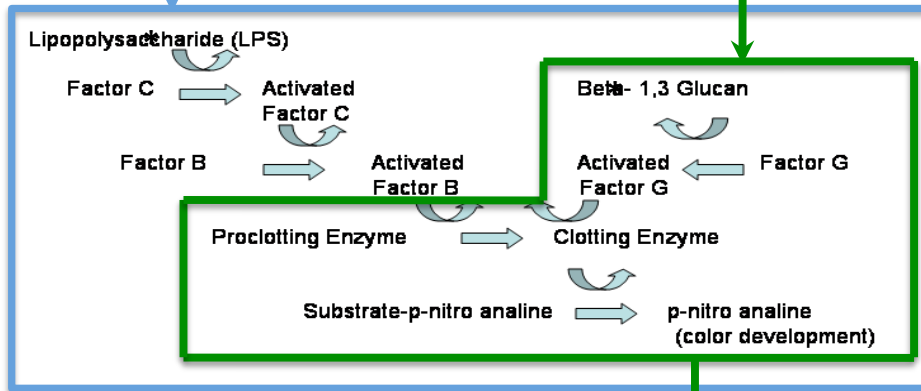 Lipopolysaccharide (LPS)
Factor C
Activated
Factor C
Beta- 1,3 Glucan
Factor B
Activated
Factor B
Activated
Factor G
Factor G
Proclotting Enzyme
Clotting Enzyme
Substrate-p-nitro analine
p-nitro analine
(color development)